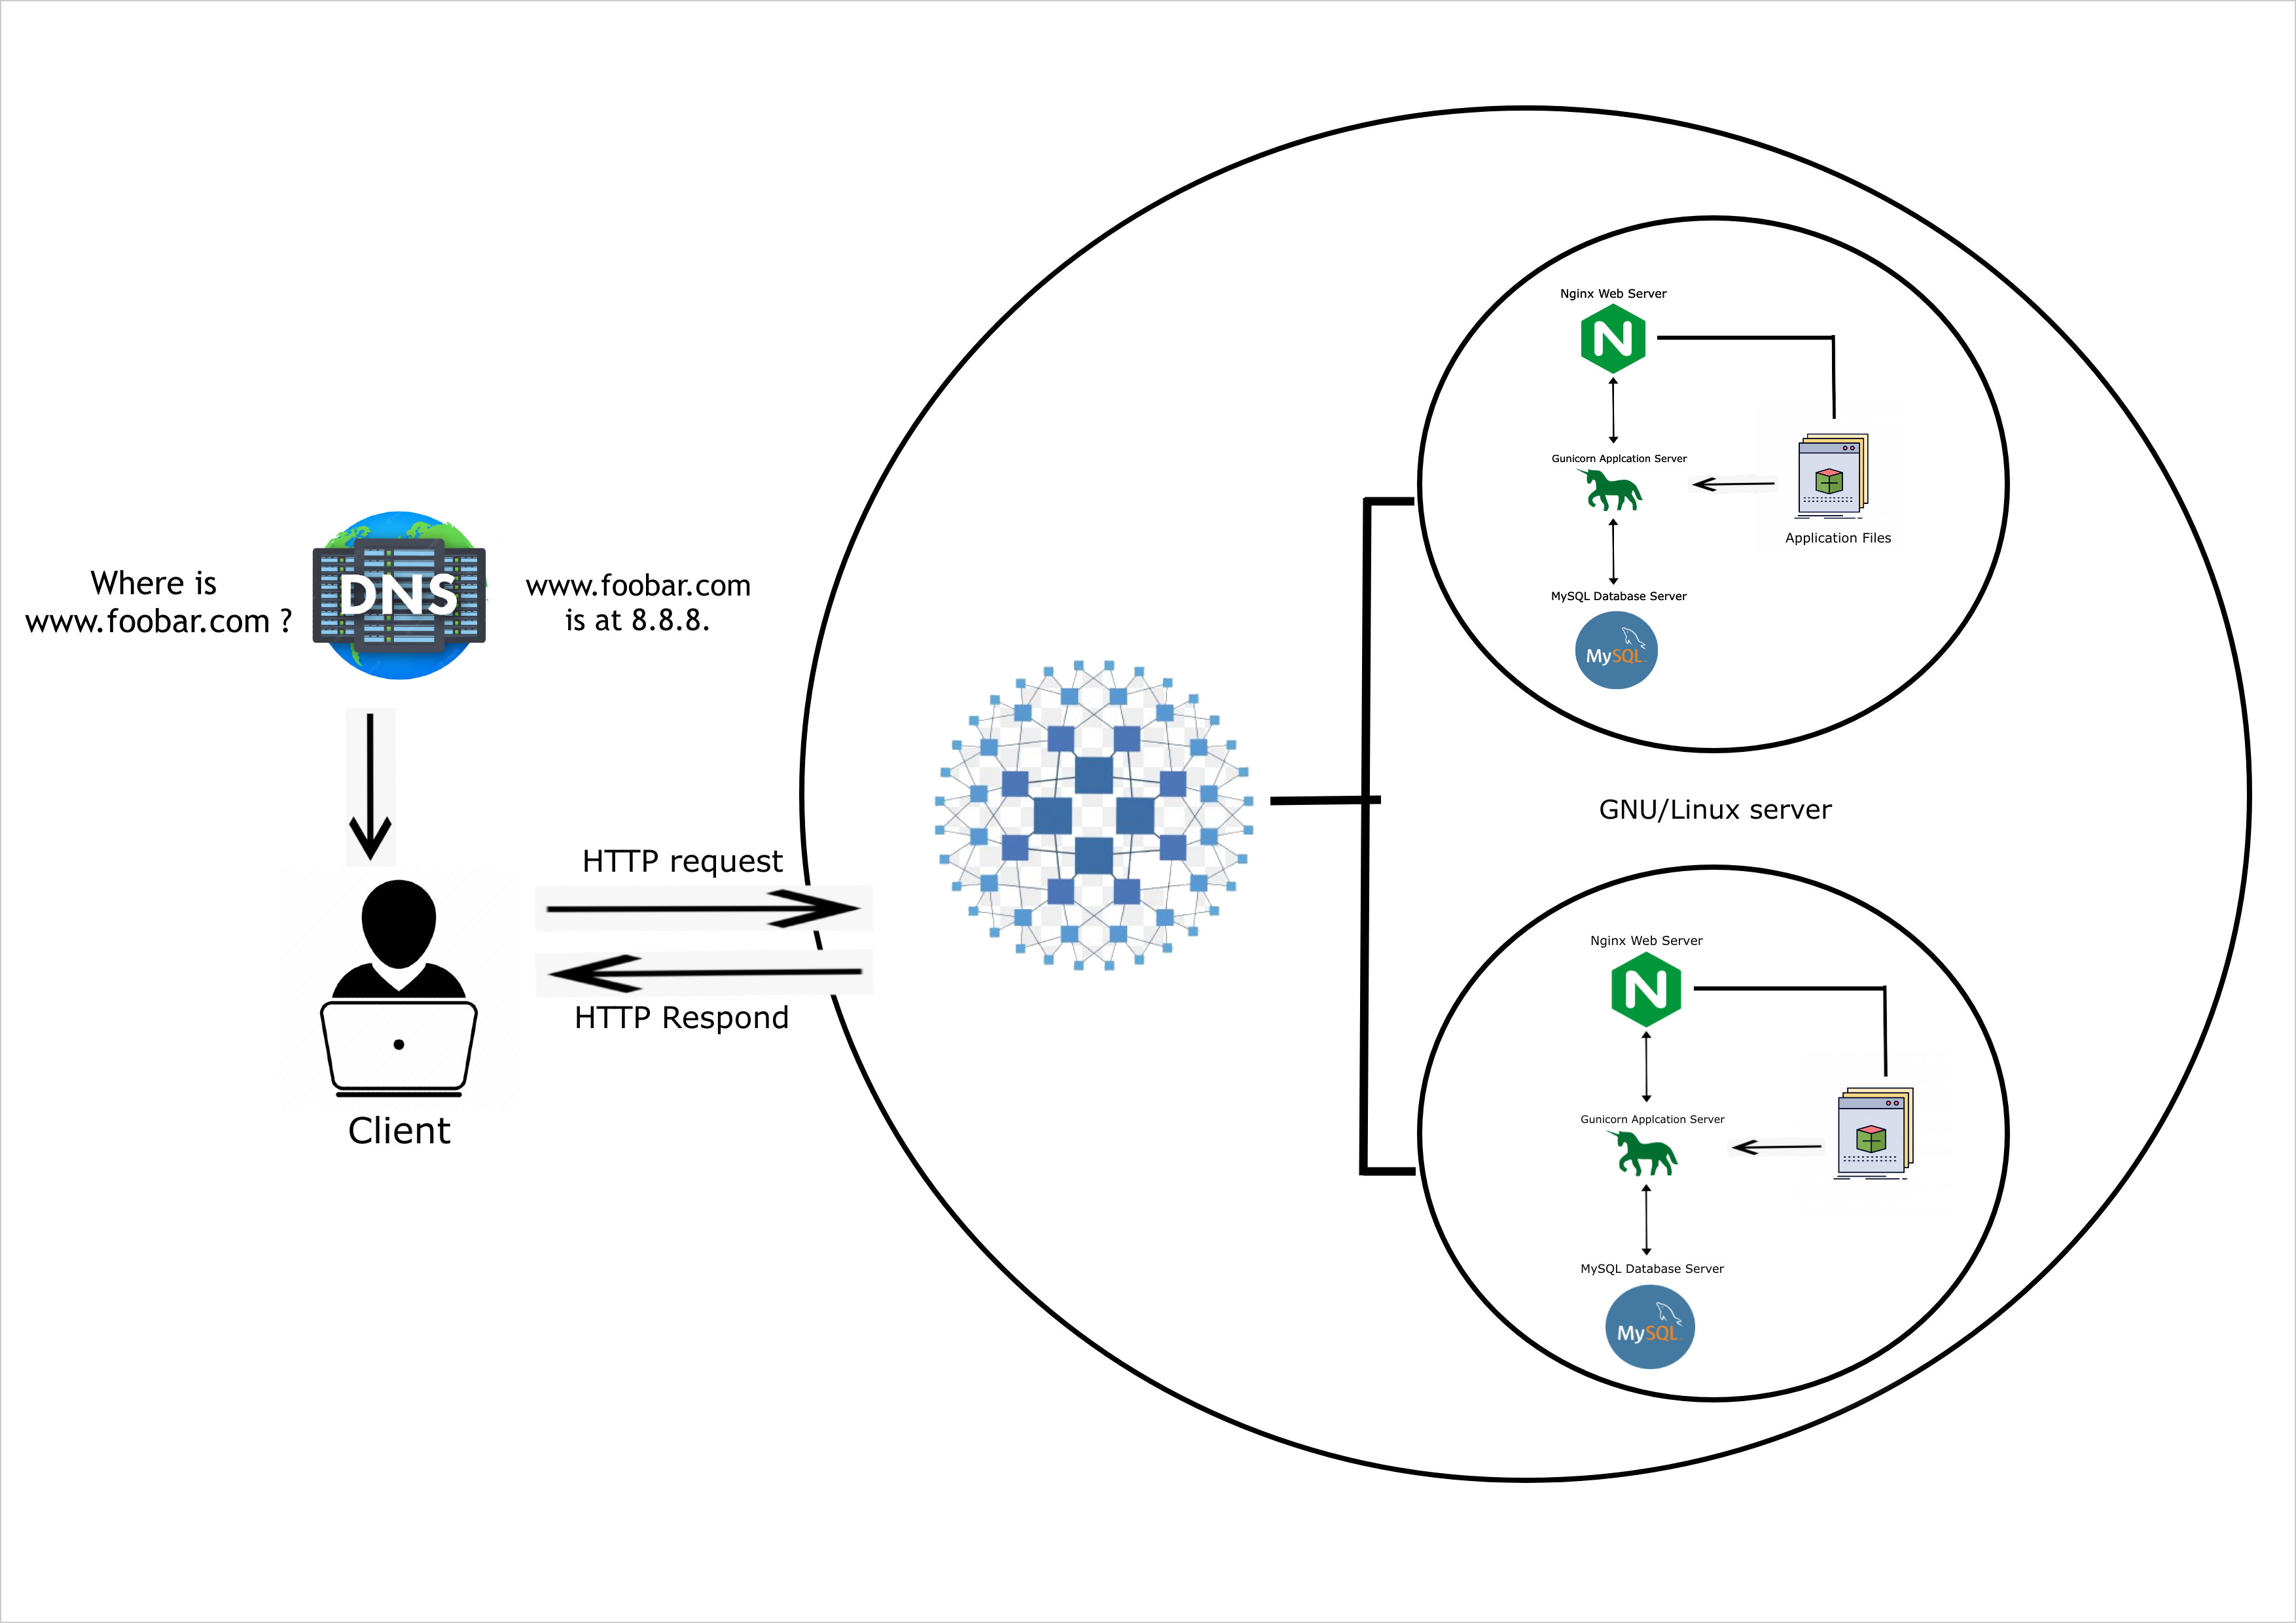 Where is
www.foobar.com ?
DNS
www.foobar.com
is at 8.8.8.
HTTP request
HTTP Respond
Client
Nginx Web Server
N
Gunicorn Applcation Server
Application Files
MySQL Database Server
MySQL
GNU/Linux server
Nginx Web Server
N
Gunicorn Applcation Server
MySQL Database Server
MySQL